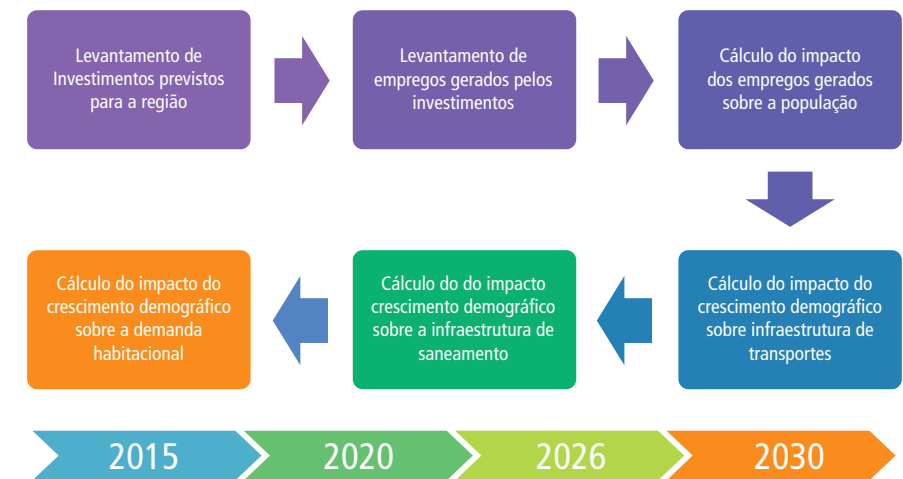 Levantamento de
Investimentos previstos
para a região
Levantamento de
empregos gerados pelos
investimentos
Cálculo do impacto
dos empregos gerados
sobre a população
Cálculo do impacto do
crescimento demográfico
sobre a demanda
habitacional
Cálculo do do impacto
crescimento demográfico
sobre a infraestrutura de
saneamento
Cálculo do impacto do
crescimento demográfico
sobre infraestrutura de
transportes
2015
2020
2026
2030